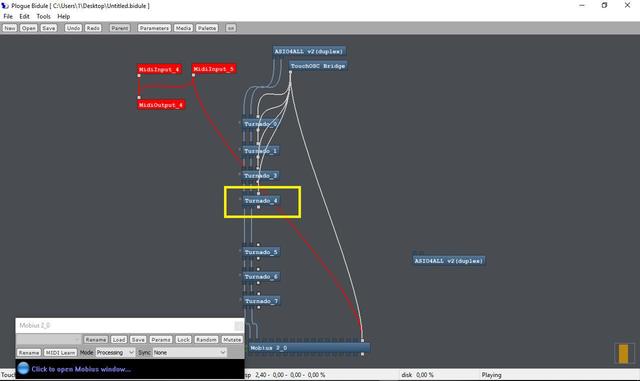 Plogue Bidule [ C:\Users\1\Desktop\Untitled.bidule ]
File Edit Tools Help
New Open Save Undo Redo Parent Parameters Media Palette on
ASIO4ALL v2(duplex)
MidiInput_4 MidiInput_5 TouchOSC Bridge
MidiOutput_4
Turnado_0
Turnado_1
Turnado_3
Turnado_4
Turnado_5
ASIO4ALL v2(duplex)
Turnado_6
Turnado_7
Mobius 2_0
Rename Load Save Params Lock Random Mutate
Mobius 2_0
Rename MIDI Learn Mode Processing Sync None
Click to open Mobius window...
Touc sp 2,40 - 0,00 - 0,00 - 0,00 % disk 0,00 % Playing